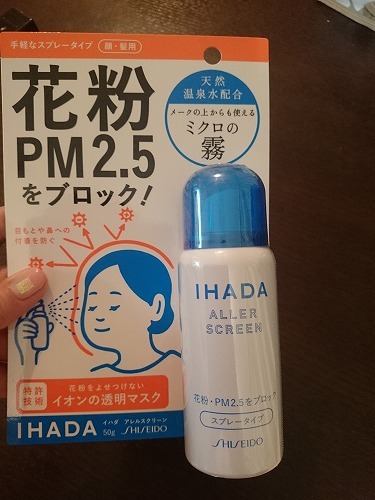 手軽なスプレータイプ 顔・髪用
花粉
PM2.5
をブロック!
天然
温泉水配合
メークの上からも使える
ミクロの
霧
目もとや鼻への
付着を防ぐ
特許
技術
花粉をよせつけない
イオンの透明マスク
IHADA
イハダ アレルスクリーン
50g
SHISEIDO
IHADA
ALLER
SCREEN
花粉・PM2.5をブロック
スプレータイプ
SHISEIDO